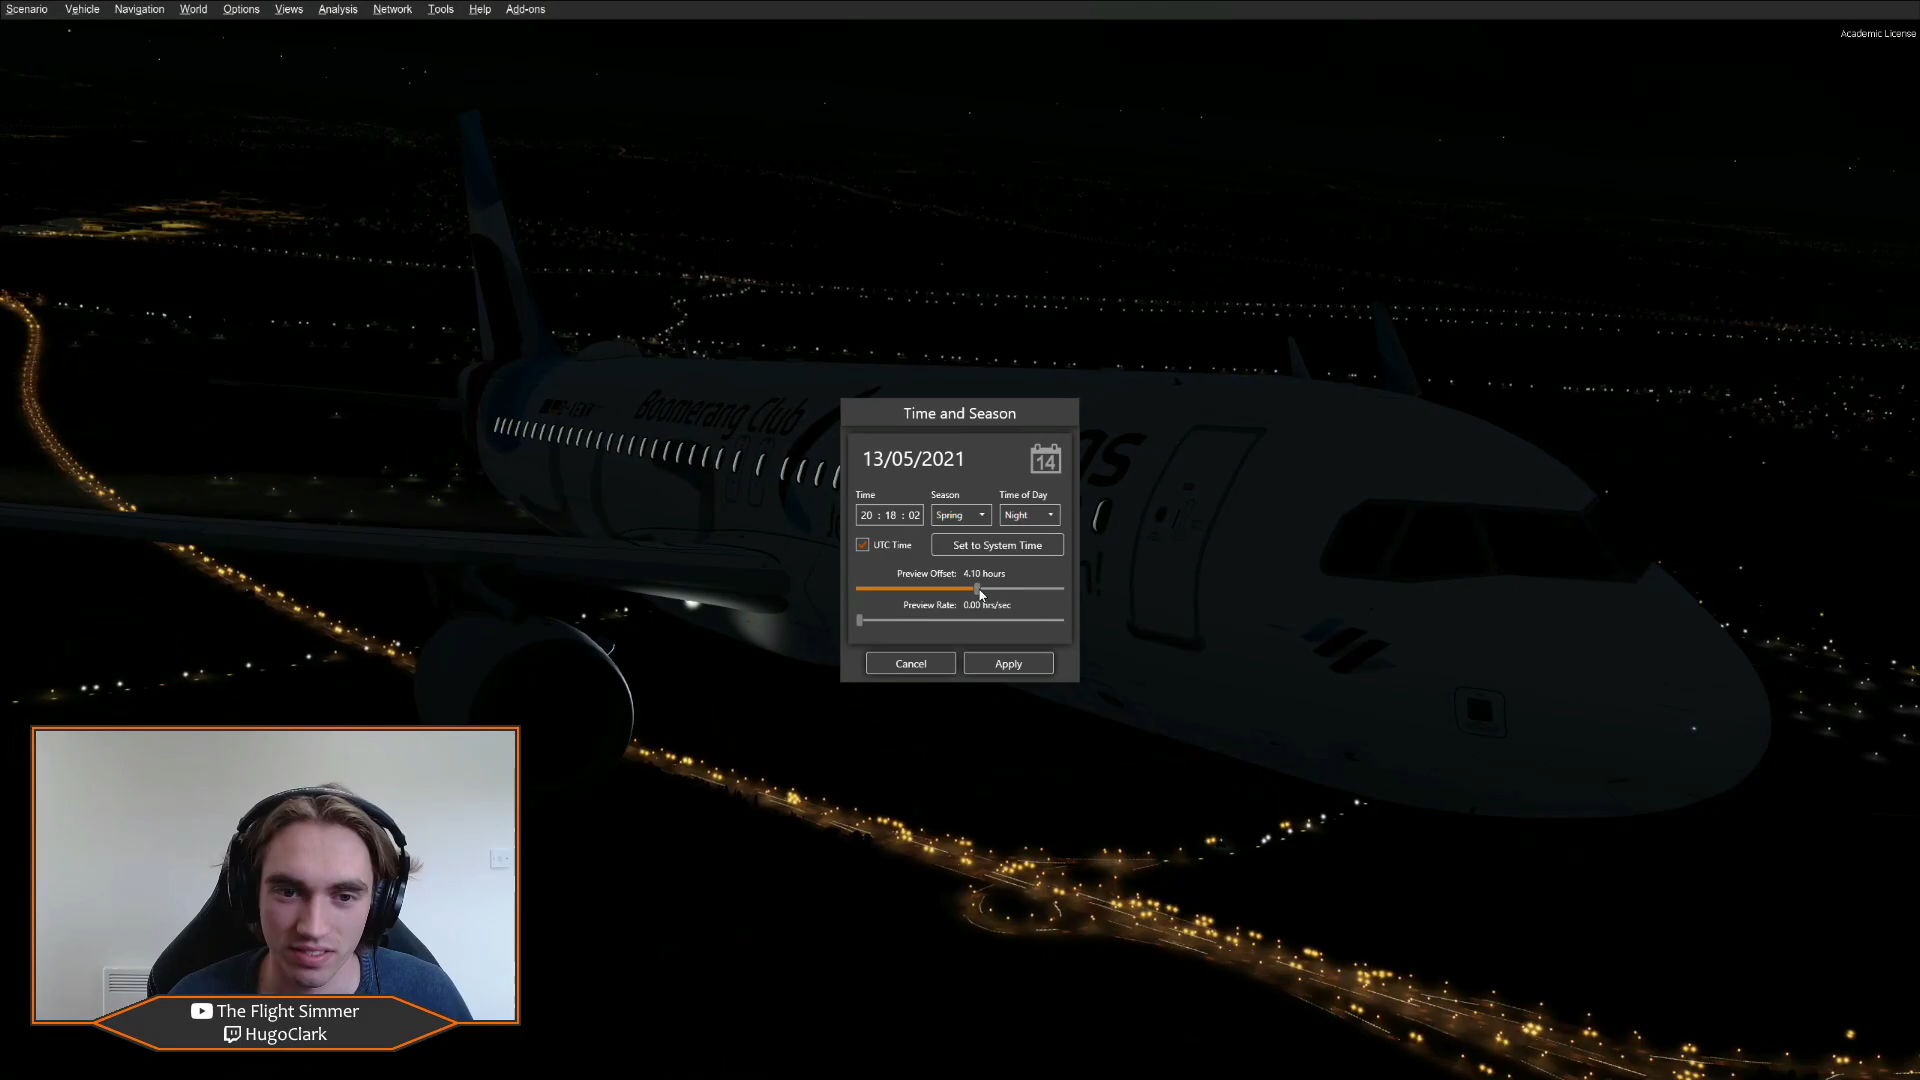 Scenario Vehicle Navigation World Options Views Analysis Network Tools Help Add-ons
Academic License
Boomerang Club
Time and Season
13/05/2021
14
Time Season Time of Day
20 : 18 : 02 Spring Night
UTC Time Set to System Time
Preview Offset: 4.10 hours
Preview Rate: 0.00 hrs/sec
Cancel Apply
The Flight Simmer
HugoClark